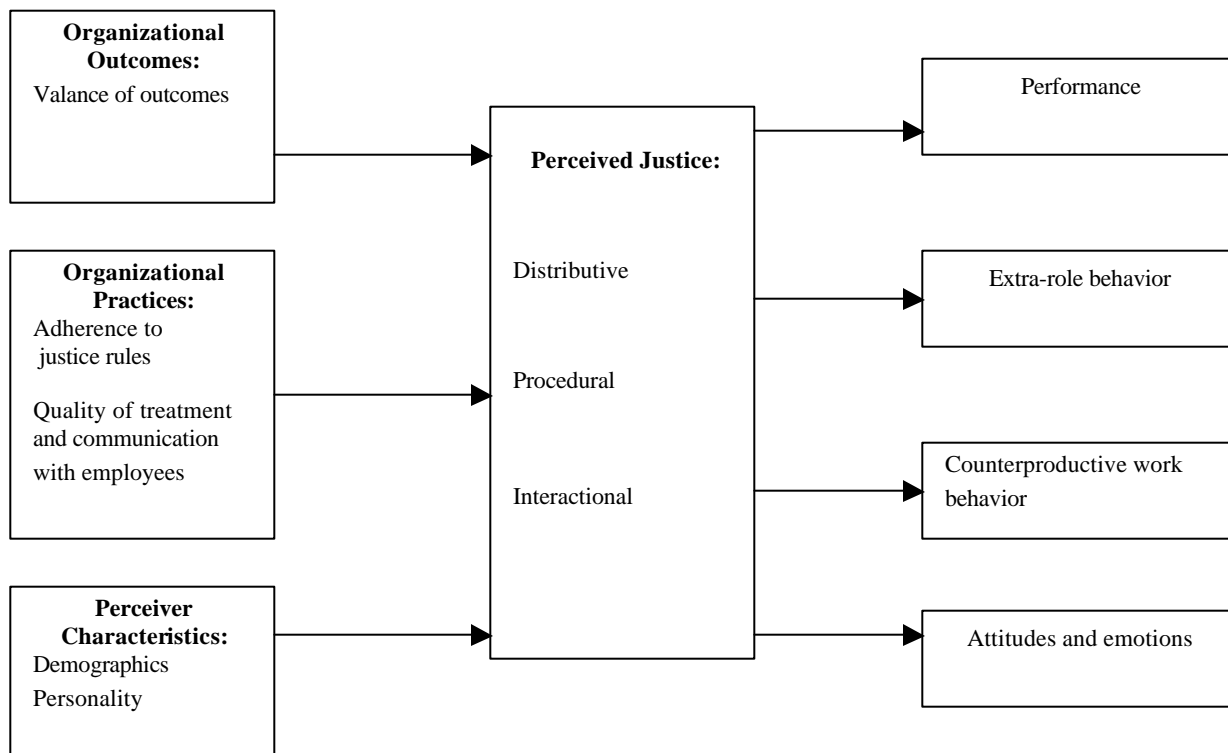 Organizational
Outcomes:
Valance of outcomes
Organizational
Practices:
Adherence to
justice rules
Quality of treatment
and communication
with employees
Perceiver
Characteristics:
Demographics
Personality
Perceived Justice:
Distributive
Procedural
Interactional
Performance
Extra-role behavior
Counterproductive work
behavior
Attitudes and emotions